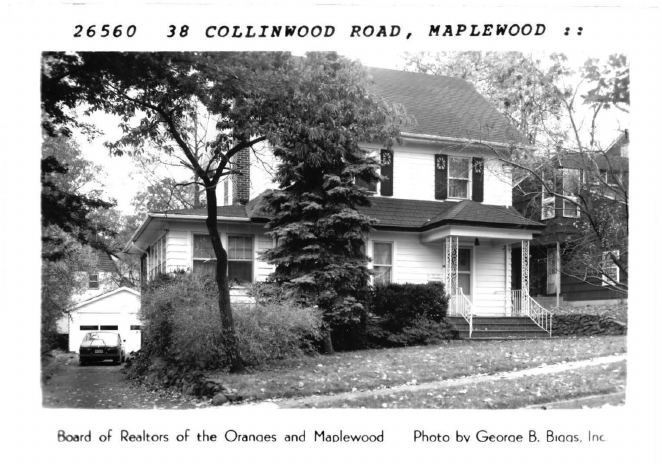 26560 38 COLLINWOOD ROAD, MAPLEWOOD ::
Board of Realtors of the Oranges and Maplewood Photo by George B. Biggs, Inc.